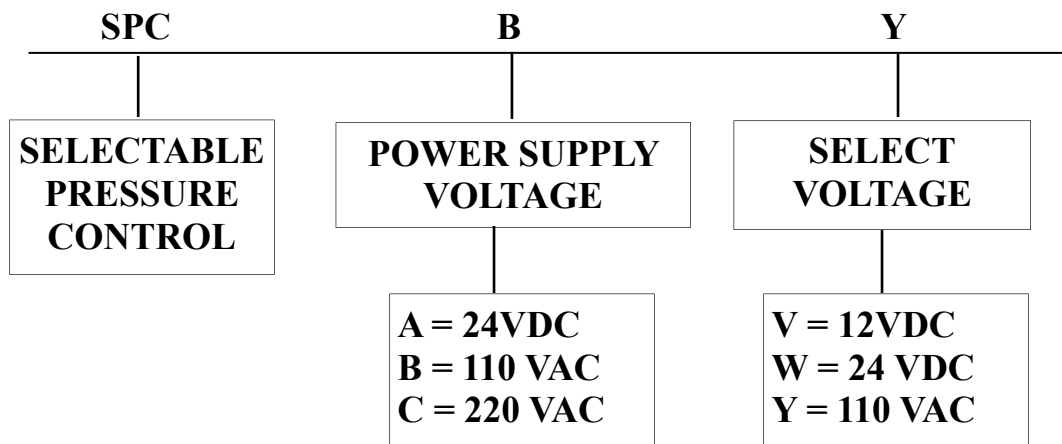 SPC B Y
SELECTABLE
PRESSURE
CONTROL
POWER SUPPLY
VOLTAGE
SELECT
VOLTAGE
A = 24VDC
B = 110 VAC
C = 220 VAC
V = 12VDC
W = 24 VDC
Y = 110 VAC